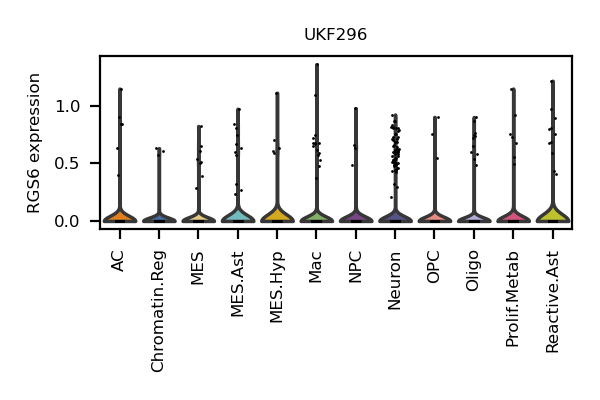 UKF296
RGS6 expression
1.0
0.5
0.0
AC
Chromatin.Reg
MES
MES.Ast
MES.Hyp
Mac
NPC
Neuron
OPC
Oligo
Prolif.Metab
Reactive.Ast